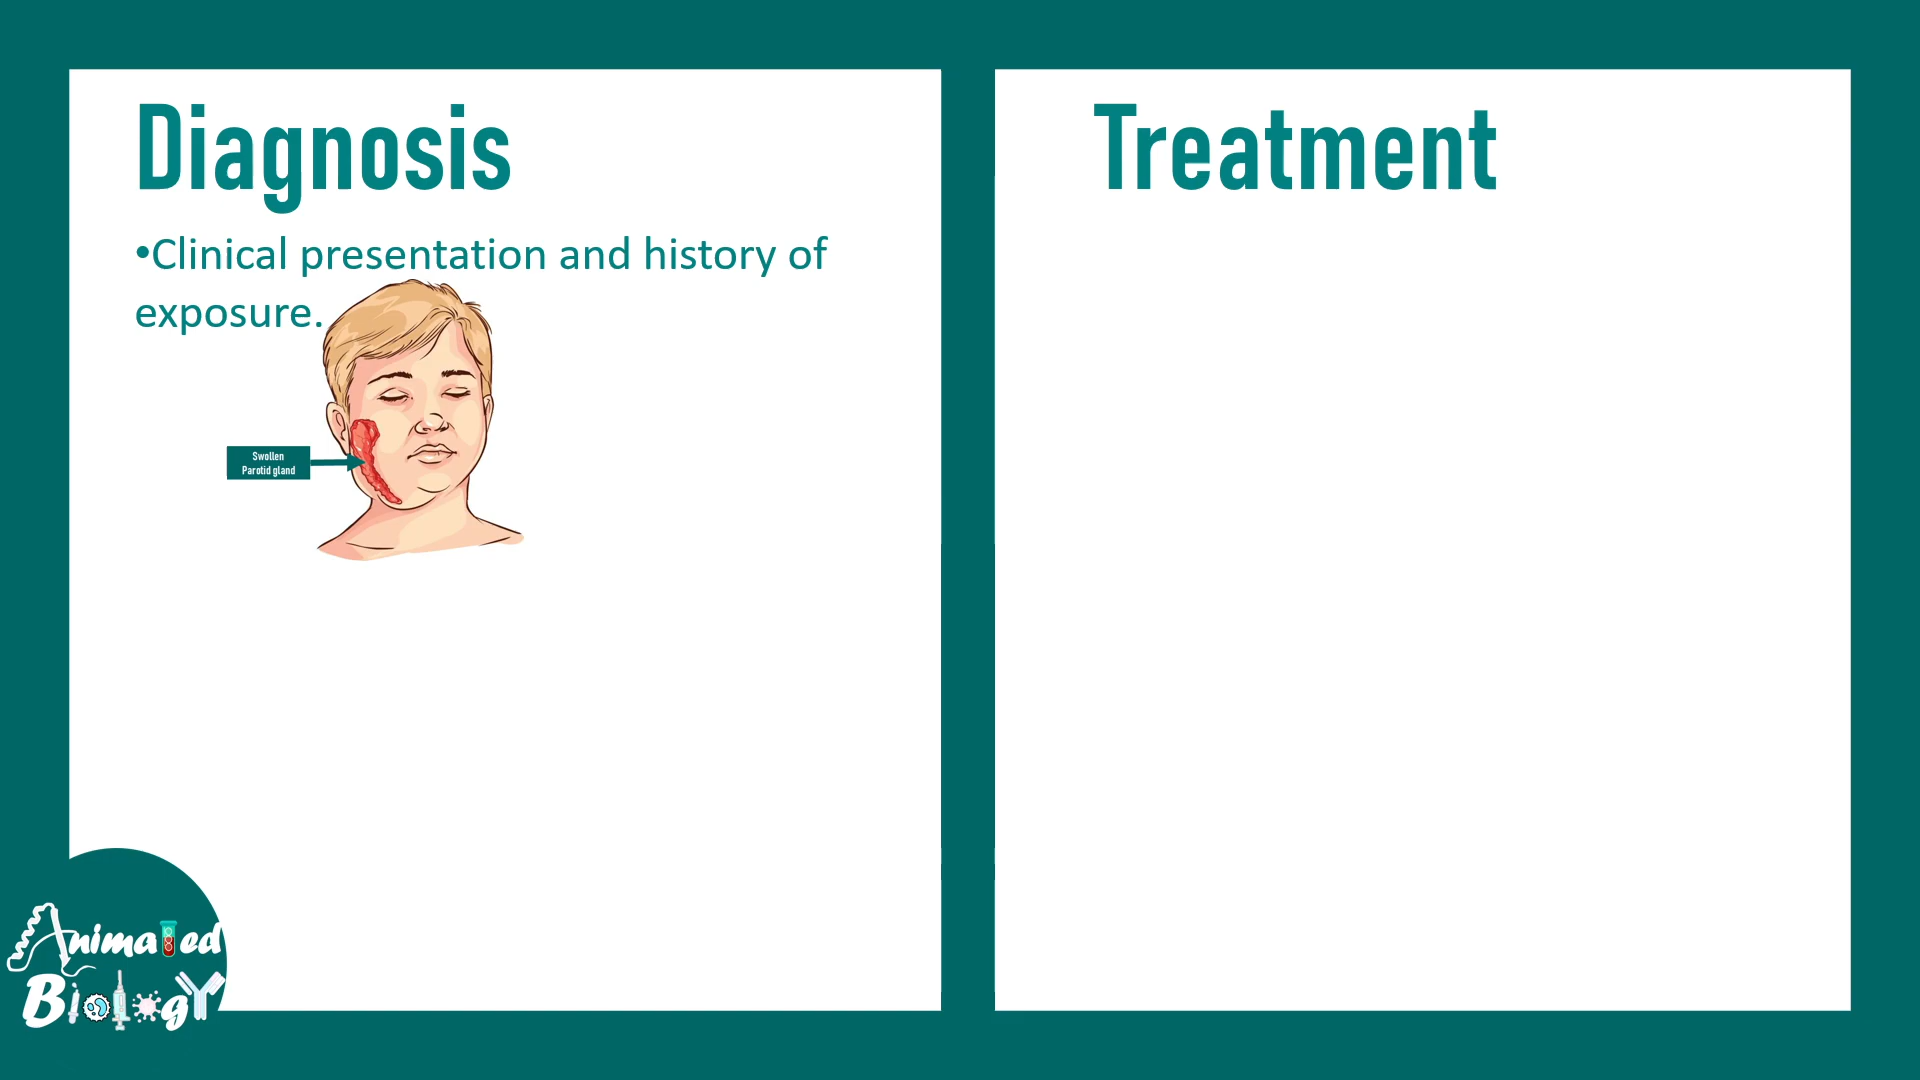 Diagnosis
•Clinical presentation and history of
exposure.
Swollen
Parotid gland
Treatment
Animated
Biology